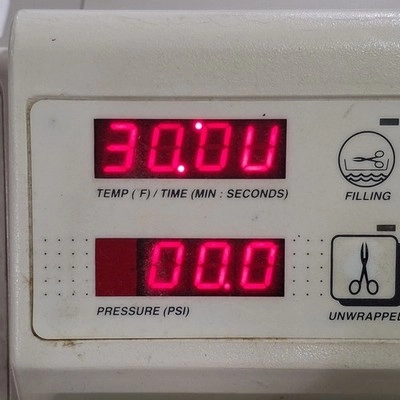 30:0U
TEMP (°F) / TIME (MIN : SECONDS)
FILLING
00.0
PRESSURE (PSI)
UNWRAPPED